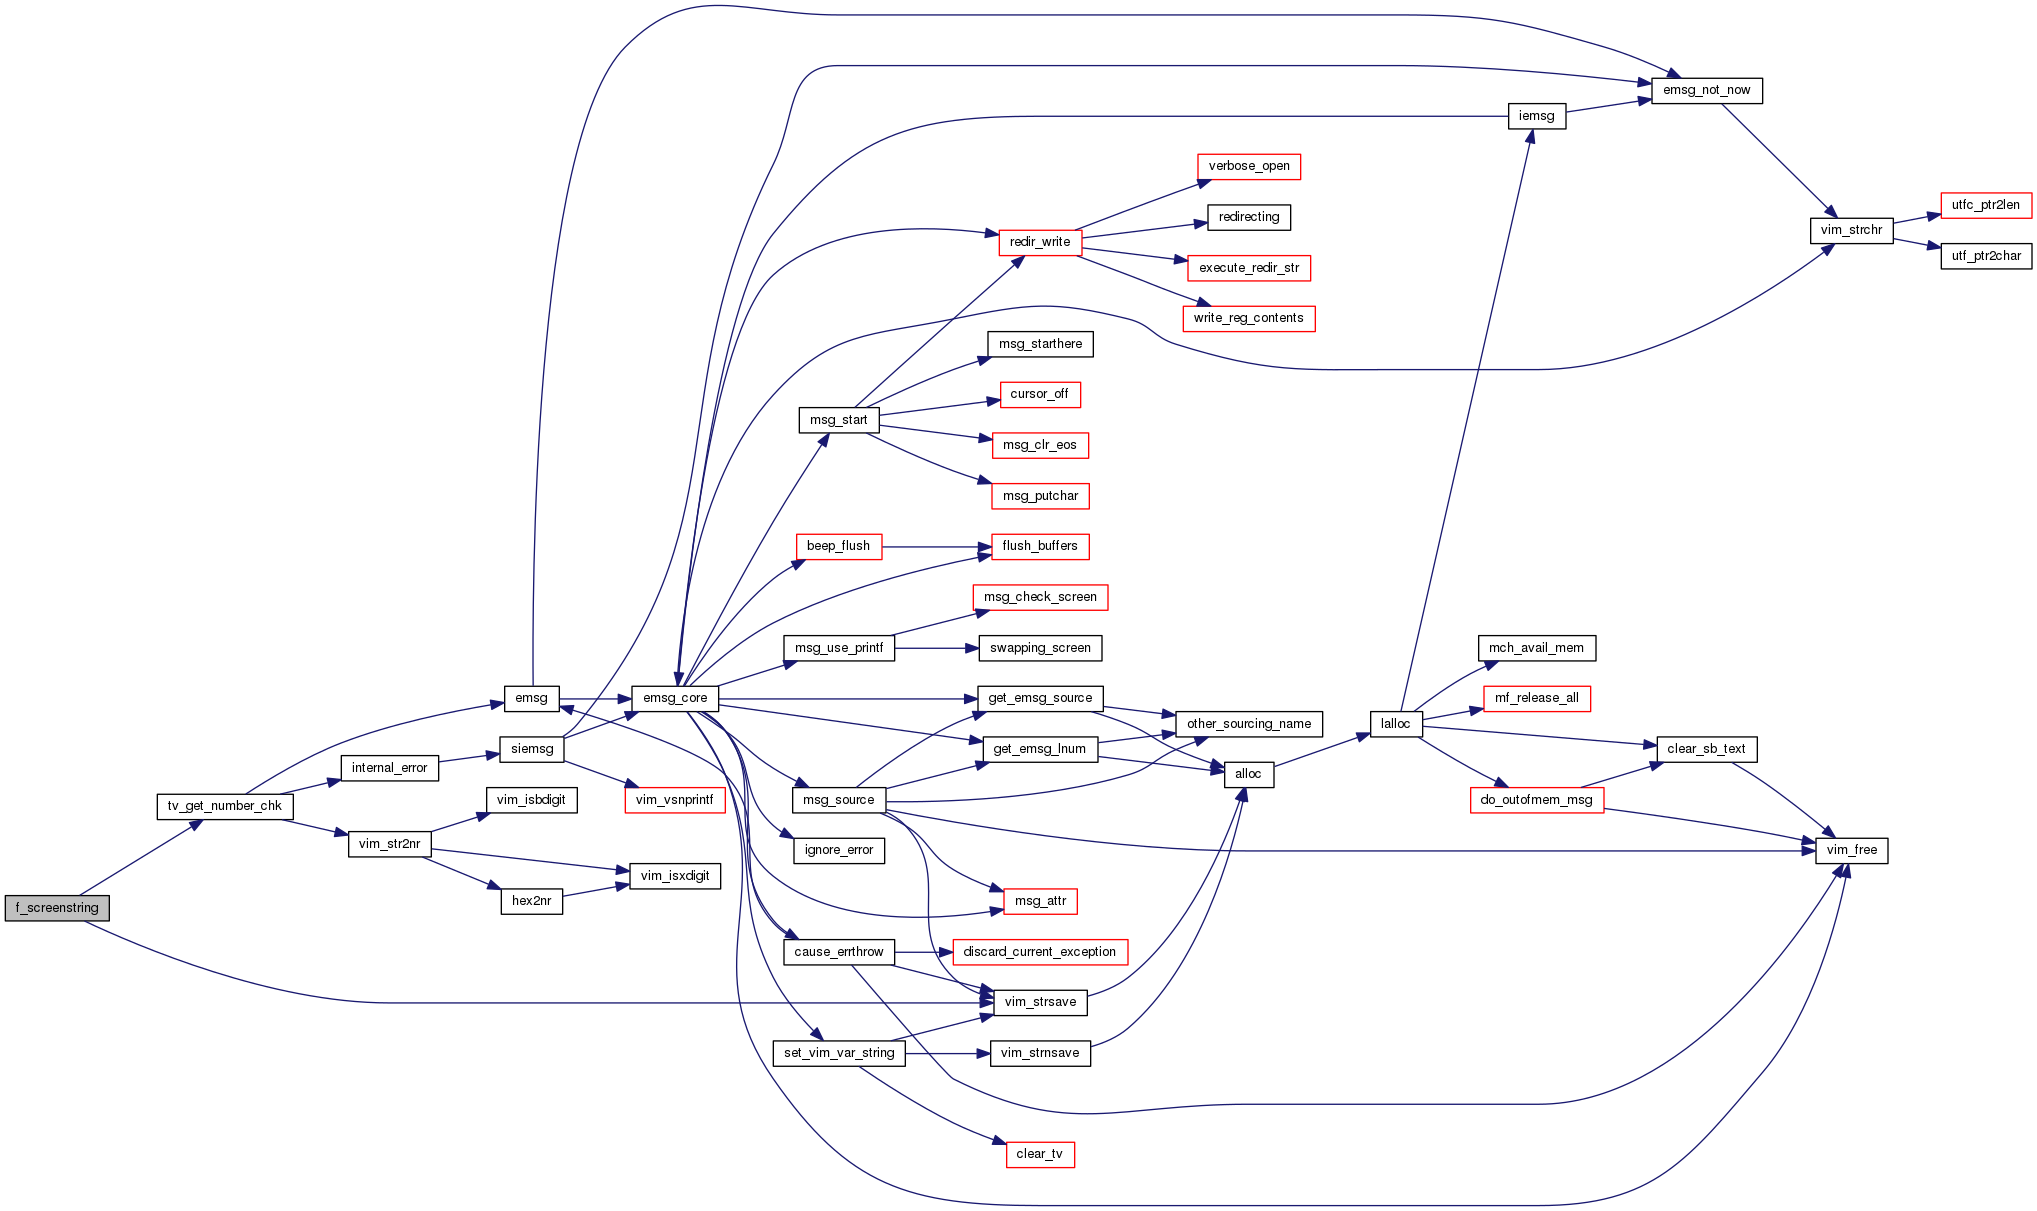 f_screenstring
tv_get_number_chk
internal_error
vim_str2nr
emsg
siemsg
vim_isbdigit
hex2nr
emsg_core
vim_vsnprintf
vim_isxdigit
msg_start
beep_flush
msg_use_printf
msg_source
ignore_error
cause_errthrow
set_vim_var_string
redir_write
msg_starthere
cursor_off
msg_clr_eos
msg_putchar
flush_buffers
msg_check_screen
swapping_screen
get_emsg_source
get_emsg_lnum
msg_attr
discard_current_exception
vim_strsave
vim_strnsave
clear_tv
verbose_open
redirecting
execute_redir_str
write_reg_contents
other_sourcing_name
alloc
lalloc
iemsg
mch_avail_mem
mf_release_all
do_outofmem_msg
emsg_not_now
clear_sb_text
vim_strchr
vim_free
utfc_ptr2len
utf_ptr2char